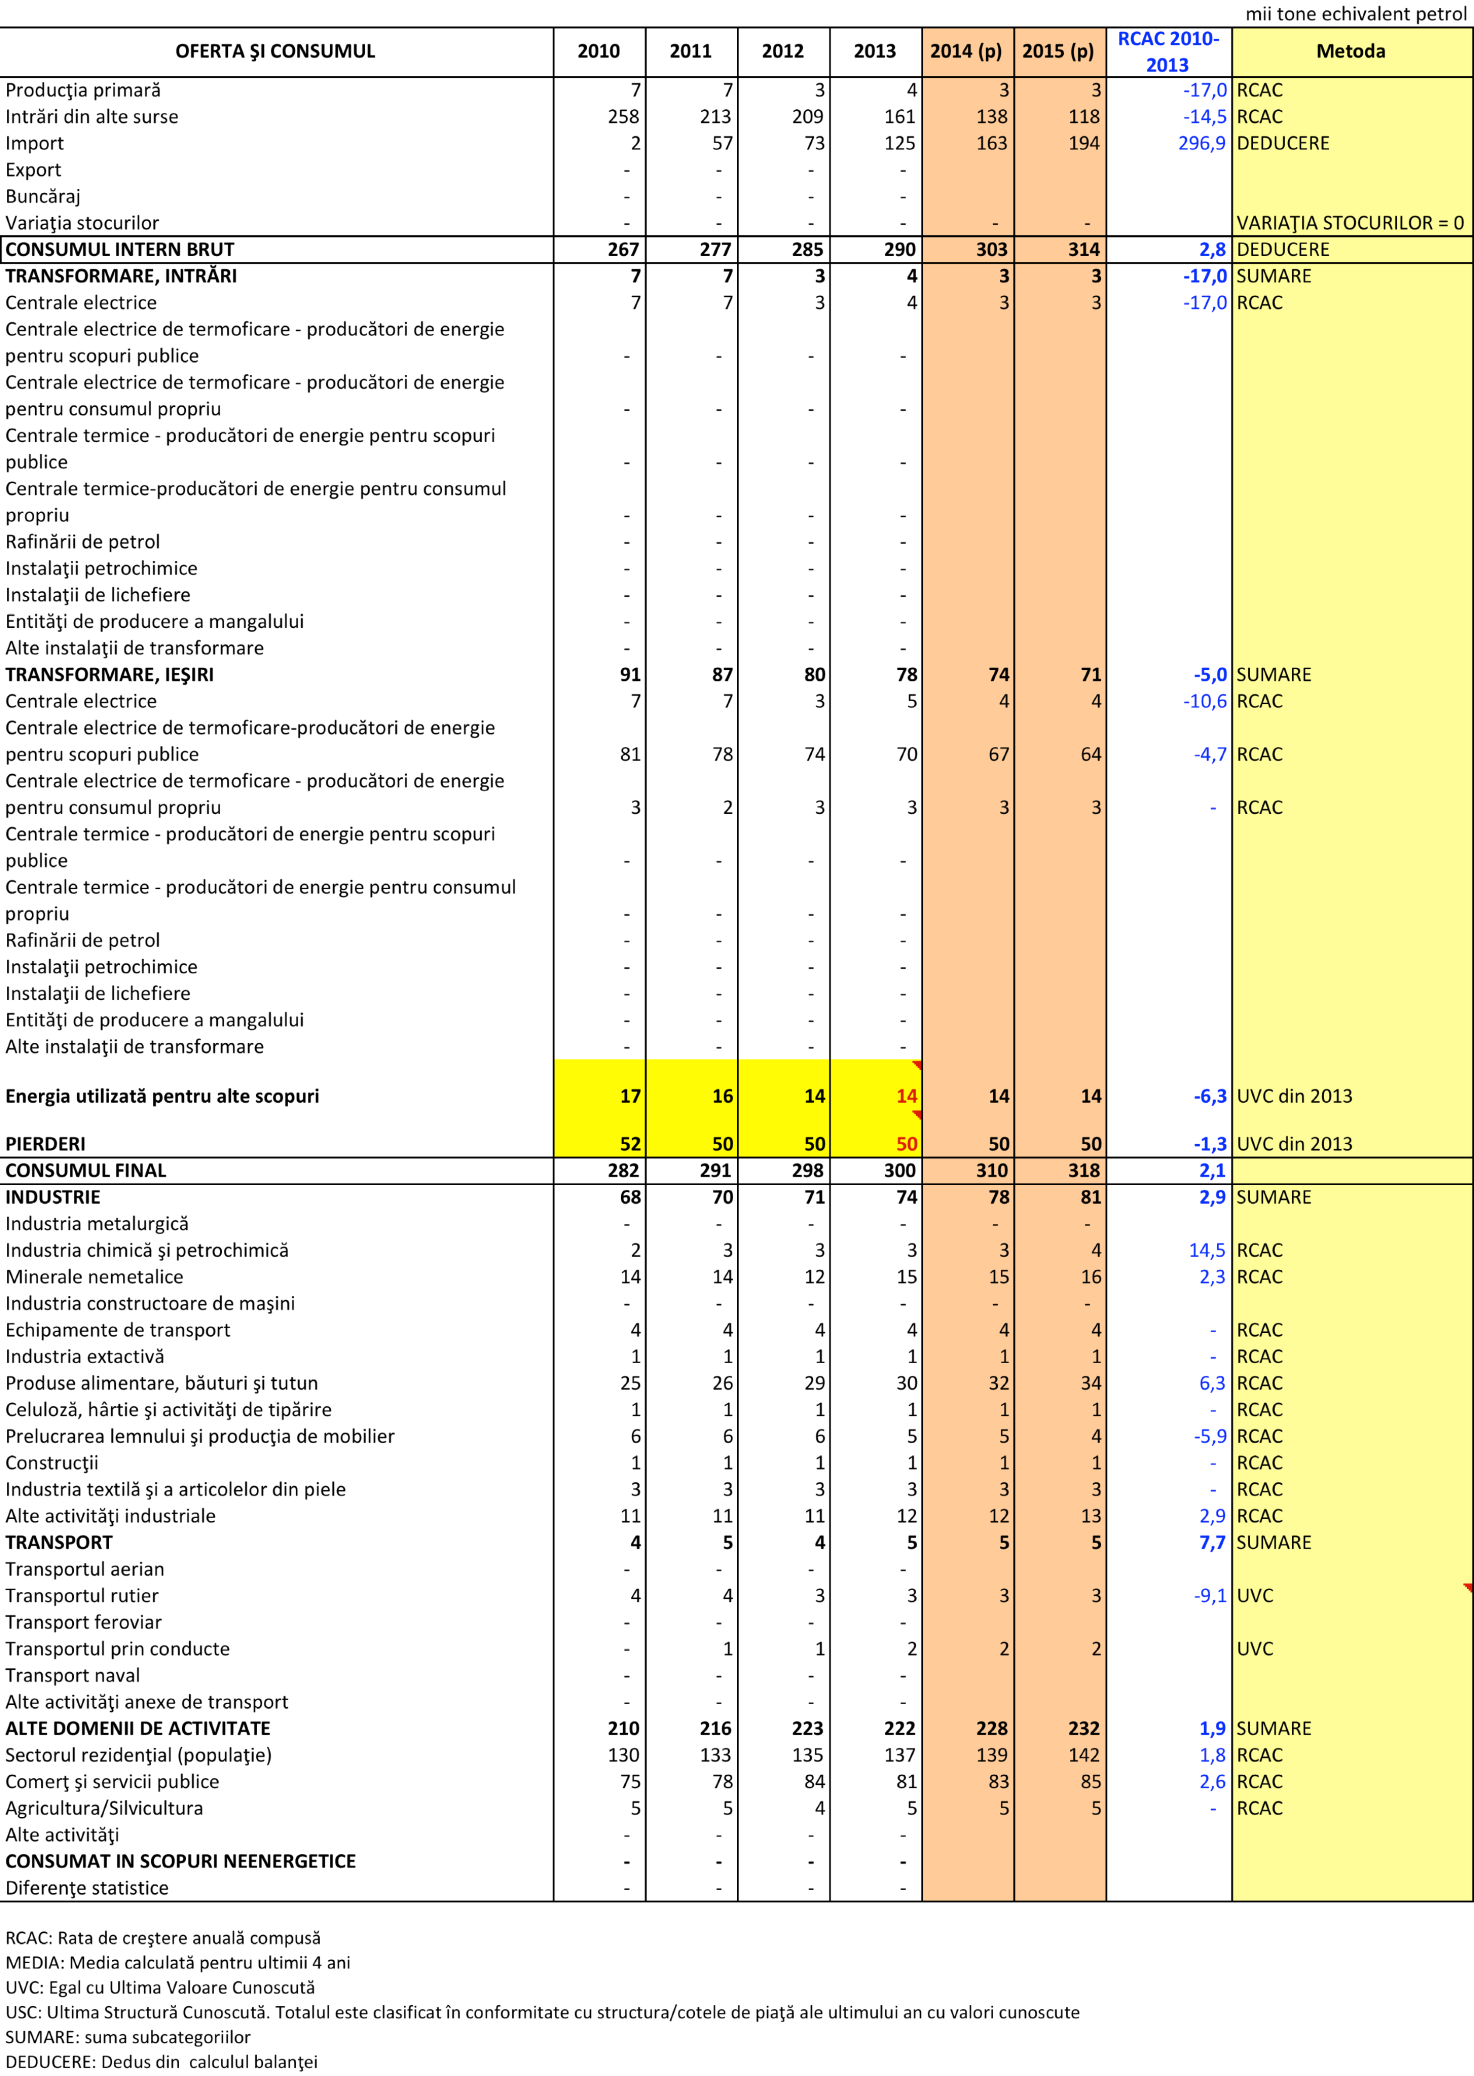 mii tone echivalent petrol
OFERTA ŞI CONSUMUL 2010 2011 2012 2013 2014 (p) 2015 (p) RCAC 2010-2013 Metoda
Producţia primară 7 7 3 4 3 3 -17,0 RCAC
Intrări din alte surse 258 213 209 161 138 118 -14,5 RCAC
Import 2 57 73 125 163 194 296,9 DEDUCERE
Export - - - -
Buncăraj - - - -
Variaţia stocurilor - - - - - - VARIAŢIA STOCURILOR = 0
CONSUMUL INTERN BRUT 267 277 285 290 303 314 2,8 DEDUCERE
TRANSFORMARE, INTRĂRI 7 7 3 4 3 3 -17,0 SUMARE
Centrale electrice 7 7 3 4 3 3 -17,0 RCAC
Centrale electrice de termoficare - producători de energie
pentru scopuri publice - - - -
Centrale electrice de termoficare - producători de energie
pentru consumul propriu - - - -
Centrale termice - producători de energie pentru scopuri
publice - - - -
Centrale termice-producători de energie pentru consumul
propriu - - - -
Rafinării de petrol - - - -
Instalaţii petrochimice - - - -
Instalaţii de lichefiere - - - -
Entităţi de producere a mangalului - - - -
Alte instalaţii de transformare - - - -
TRANSFORMARE, IEŞIRI 91 87 80 78 74 71 -5,0 SUMARE
Centrale electrice 7 7 3 5 4 4 -10,6 RCAC
Centrale electrice de termoficare-producători de energie
pentru scopuri publice 81 78 74 70 67 64 -4,7 RCAC
Centrale electrice de termoficare - producători de energie
pentru consumul propriu 3 2 3 3 3 3 - RCAC
Centrale termice - producători de energie pentru scopuri
publice - - - -
Centrale termice - producători de energie pentru consumul
propriu - - - -
Rafinării de petrol - - - -
Instalaţii petrochimice - - - -
Instalaţii de lichefiere - - - -
Entităţi de producere a mangalului - - - -
Alte instalaţii de transformare - - - -
Energia utilizată pentru alte scopuri 17 16 14 14 14 14 -6,3 UVC din 2013
PIERDERI 52 50 50 50 50 50 -1,3 UVC din 2013
CONSUMUL FINAL 282 291 298 300 310 318 2,1
INDUSTRIE 68 70 71 74 78 81 2,9 SUMARE
Industria metalurgică - - - - - -
Industria chimică şi petrochimică 2 3 3 3 3 4 14,5 RCAC
Minerale nemetalice 14 14 12 15 15 16 2,3 RCAC
Industria constructoare de maşini - - - - - -
Echipamente de transport 4 4 4 4 4 4 - RCAC
Industria extactivă 1 1 1 1 1 1 - RCAC
Produse alimentare, băuturi şi tutun 25 26 29 30 32 34 6,3 RCAC
Celuloză, hârtie şi activităţi de tipărire 1 1 1 1 1 1 - RCAC
Prelucrarea lemnului şi producţia de mobilier 6 6 6 5 5 4 -5,9 RCAC
Construcţii 1 1 1 1 1 1 - RCAC
Industria textilă şi a articolelor din piele 3 3 3 3 3 3 - RCAC
Alte activităţi industriale 11 11 11 12 12 13 2,9 RCAC
TRANSPORT 4 5 4 5 5 5 7,7 SUMARE
Transportul aerian - - - -
Transportul rutier 4 4 3 3 3 3 -9,1 UVC
Transport feroviar - - - -
Transportul prin conducte - 1 1 2 2 2 UVC
Transport naval - - - -
Alte activităţi anexe de transport - - - -
ALTE DOMENII DE ACTIVITATE 210 216 223 222 228 232 1,9 SUMARE
Sectorul rezidenţial (populaţie) 130 133 135 137 139 142 1,8 RCAC
Comerţ şi servicii publice 75 78 84 81 83 85 2,6 RCAC
Agricultura/Silvicultura 5 5 4 5 5 5 - RCAC
Alte activităţi - - - -
CONSUMAT IN SCOPURI NEENERGETICE - - - -
Diferenţe statistice - - - -
RCAC: Rata de creştere anuală compusă
MEDIA: Media calculată pentru ultimii 4 ani
UVC: Egal cu Ultima Valoare Cunoscută
USC: Ultima Structură Cunoscută. Totalul este clasificat în conformitate cu structura/cotele de piaţă ale ultimului an cu valori cunoscute
SUMARE: suma subcategoriilor
DEDUCERE: Dedus din calculul balanţei